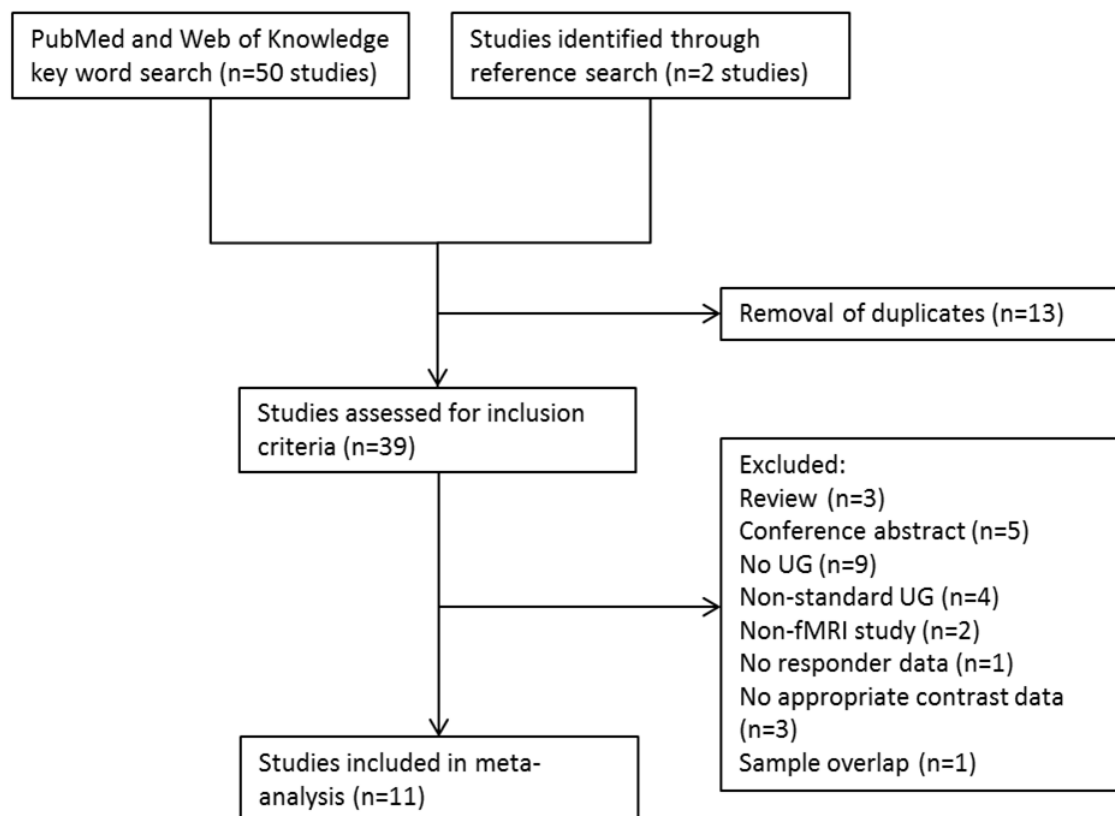 PubMed and Web of Knowledge
key word search (n=50 studies)
Studies identified through
reference search (n=2 studies)
Removal of duplicates (n=13)
Studies assessed for inclusion
criteria (n=39)
Excluded:
Review (n=3)
Conference abstract (n=5)
No UG (n=9)
Non-standard UG (n=4)
Non-fMRI study (n=2)
No responder data (n=1)
No appropriate contrast data
(n=3)
Sample overlap (n=1)
Studies included in meta-
analysis (n=11)